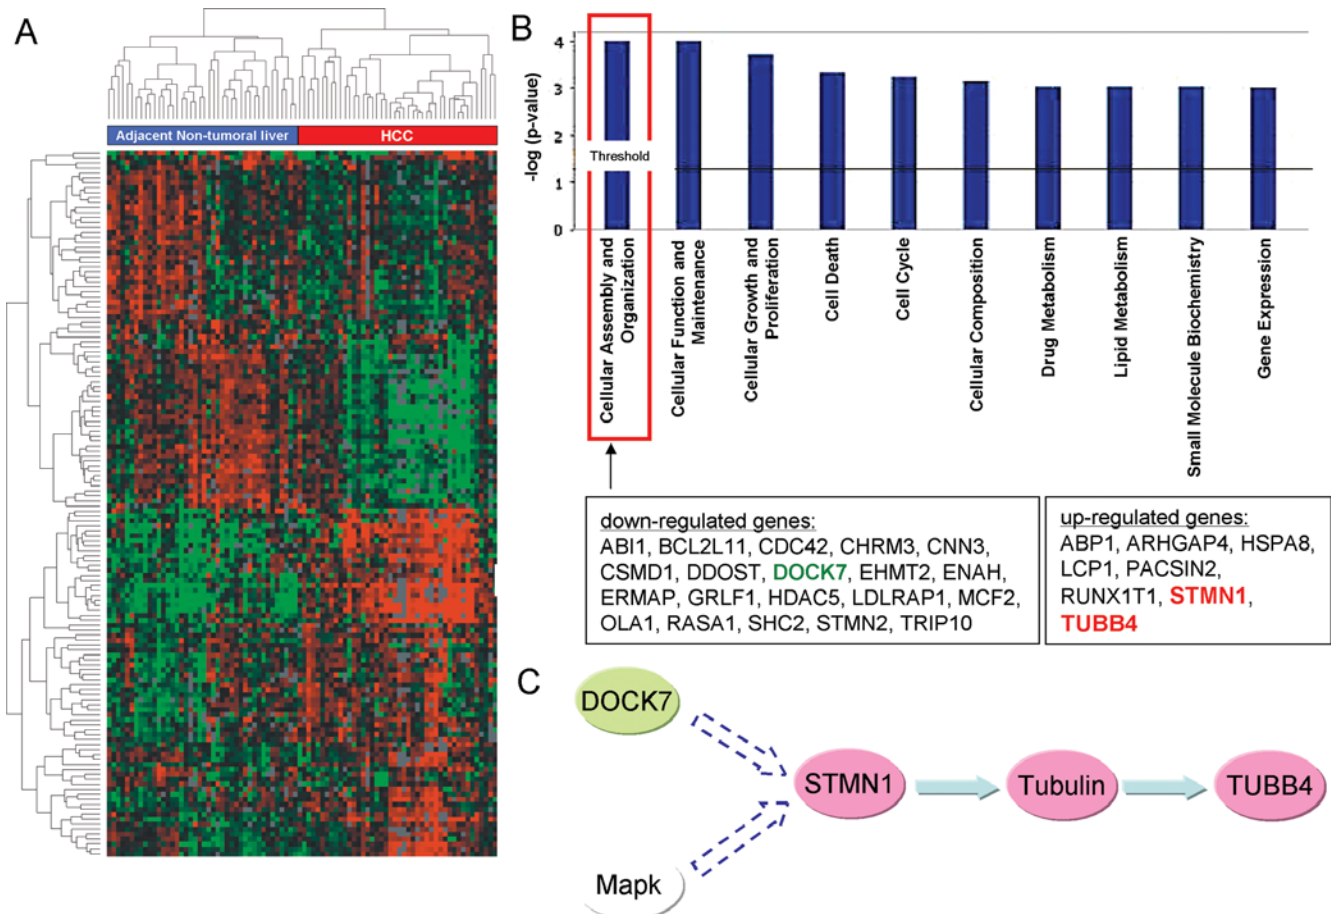 A
Adjacent Non-tumoral liver
HCC
B
-log (p-value)
4
3
2
1
0
Threshold
Cellular Assembly and
Organization
Cellular Function and
Maintenance
Cellular Growth and
Proliferation
Cell Death
Cell Cycle
Cellular Composition
Drug Metabolism
Lipid Metabolism
Small Molecule Biochemistry
Gene Expression
down-regulated genes:
ABI1, BCL2L11, CDC42, CHRM3, CNN3,
CSMD1, DDOST, DOCK7, EHMT2, ENAH,
ERMAP, GRLF1, HDAC5, LDLRAP1, MCF2,
OLA1, RASA1, SHC2, STMN2, TRIP10
up-regulated genes:
ABP1, ARHGAP4, HSPA8,
LCP1, PACSIN2,
RUNX1T1, STMN1,
TUBB4
C
DOCK7
STMN1
Tubulin
TUBB4
Mapk